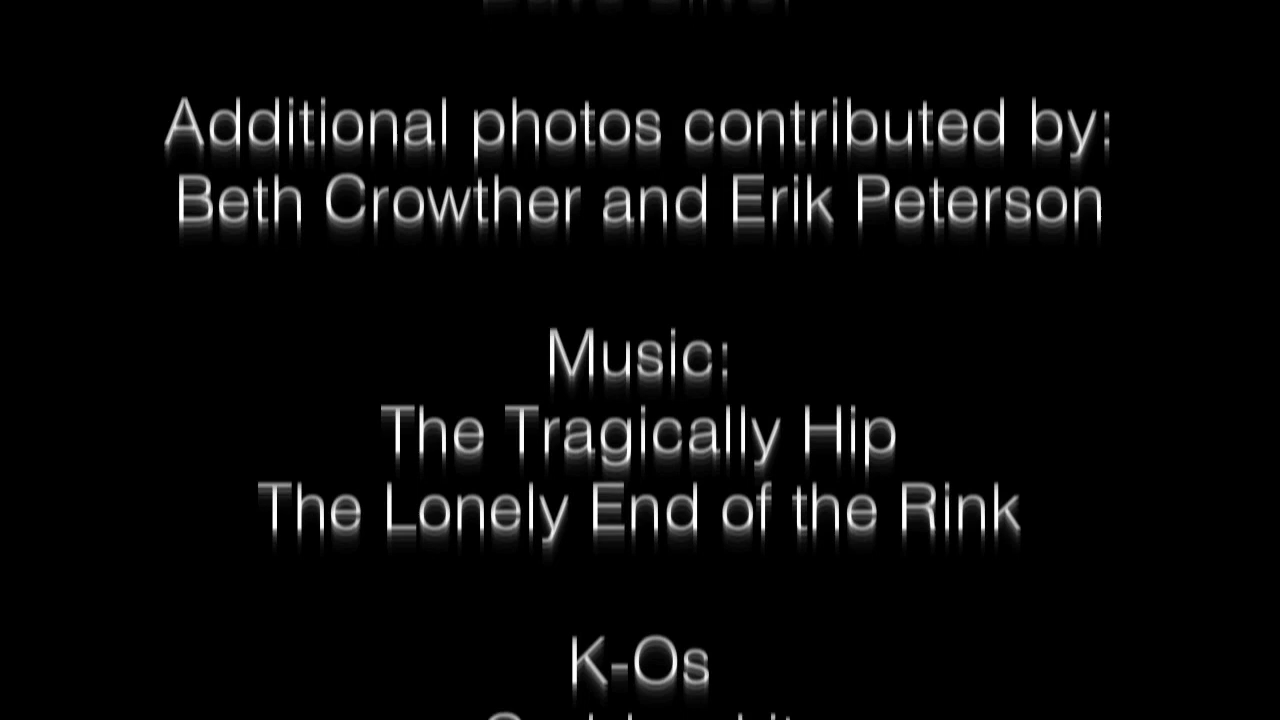 Additional photos contributed by:
Beth Crowther and Erik Peterson
Music:
The Tragically Hip
The Lonely End of the Rink
K-Os